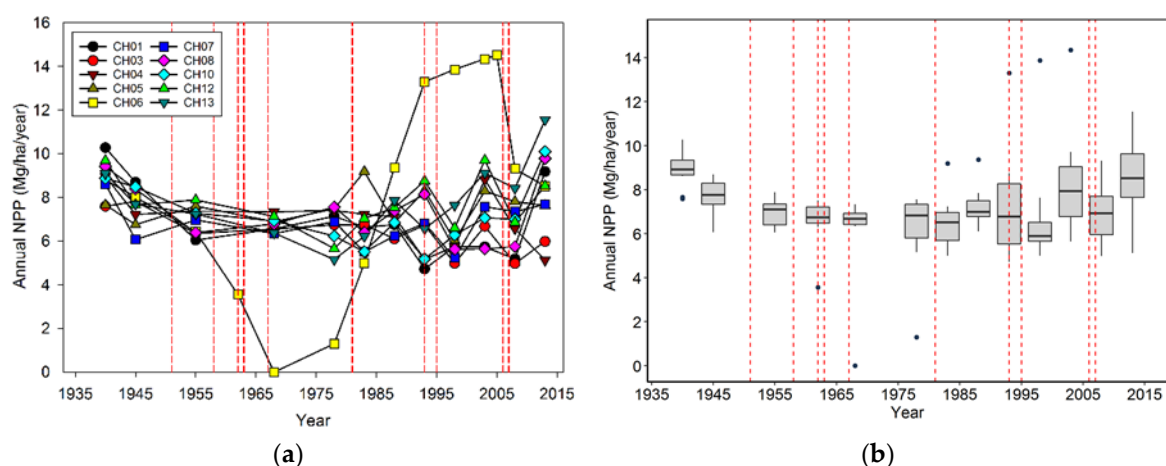 16
14
12
10
8
6
4
2
0
Annual NPP (Mg/ha/year)
CH01 CH07
CH03 CH08
CH04 CH10
CH05 CH12
CH06 CH13
1935 1945 1955 1965 1975 1985 1995 2005 2015
Year
(a)
14
12
10
8
6
4
2
0
Annual NPP (Mg/ha/year)
1935 1945 1955 1965 1975 1985 1995 2005 2015
Year
(b)